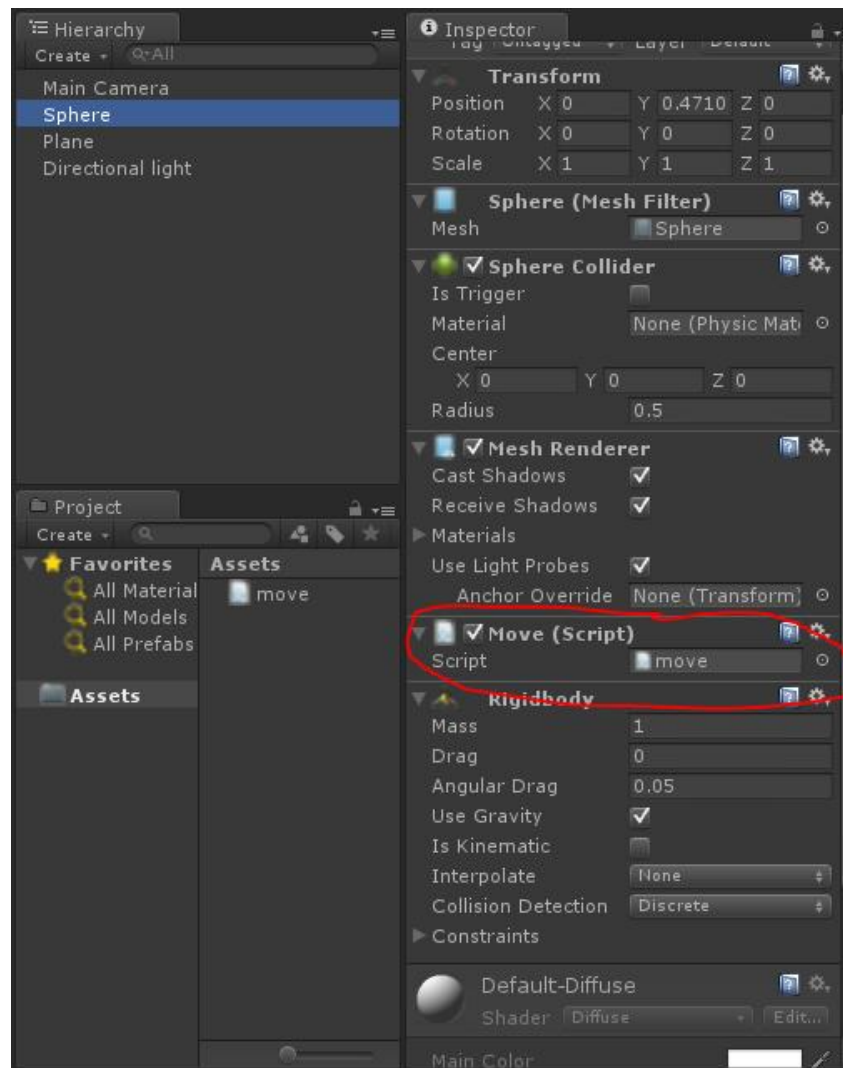 Hierarchy
Create All
Main Camera
Sphere
Plane
Directional light
Project
Create
Favorites
All Material
All Models
All Prefabs
Assets
Assets
move
Inspector
Tag Untagged Layer Default
Transform
Position X 0 Y 0.4710 Z 0
Rotation X 0 Y 0 Z 0
Scale X 1 Y 1 Z 1
Sphere (Mesh Filter)
Mesh Sphere
Sphere Collider
Is Trigger
Material None (Physic Mat
Center
X 0 Y 0 Z 0
Radius 0.5
Mesh Renderer
Cast Shadows
Receive Shadows
Materials
Use Light Probes
Anchor Override None (Transform)
Move (Script)
Script move
Rigidbody
Mass 1
Drag 0
Angular Drag 0.05
Use Gravity
Is Kinematic
Interpolate None
Collision Detection Discrete
Constraints
Default-Diffuse
Shader Diffuse Edit...
Main Color